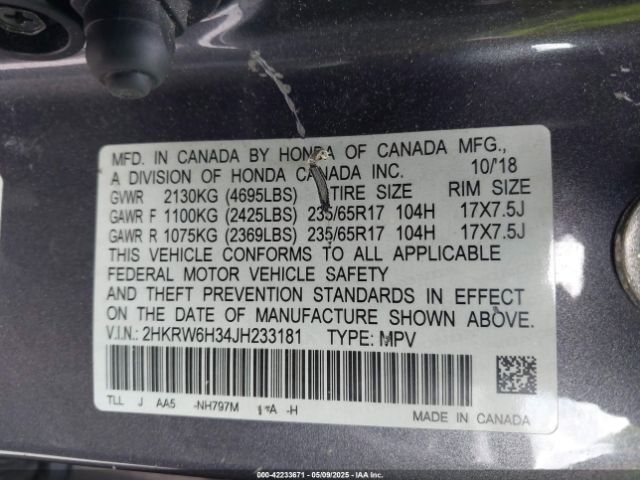 MFD. IN CANADA BY HONDA OF CANADA MFG.,
A DIVISION OF HONDA CANADA INC. 10/'18
GVWR 2130KG (4695LBS) TIRE SIZE RIM SIZE
GAWR F 1100KG (2425LBS) 235/65R17 104H 17X7.5J
GAWR R 1075KG (2369LBS) 235/65R17 104H 17X7.5J
THIS VEHICLE CONFORMS TO ALL APPLICABLE
FEDERAL MOTOR VEHICLE SAFETY
AND THEFT PREVENTION STANDARDS IN EFFECT
ON THE DATE OF MANUFACTURE SHOWN ABOVE.
V.I.N.: 2HKRW6H34JH233181 TYPE: MPV
TLL J AA5 -NH797M A -H
MADE IN CANADA
000-42233671 - 05/09/2025 - IAAI